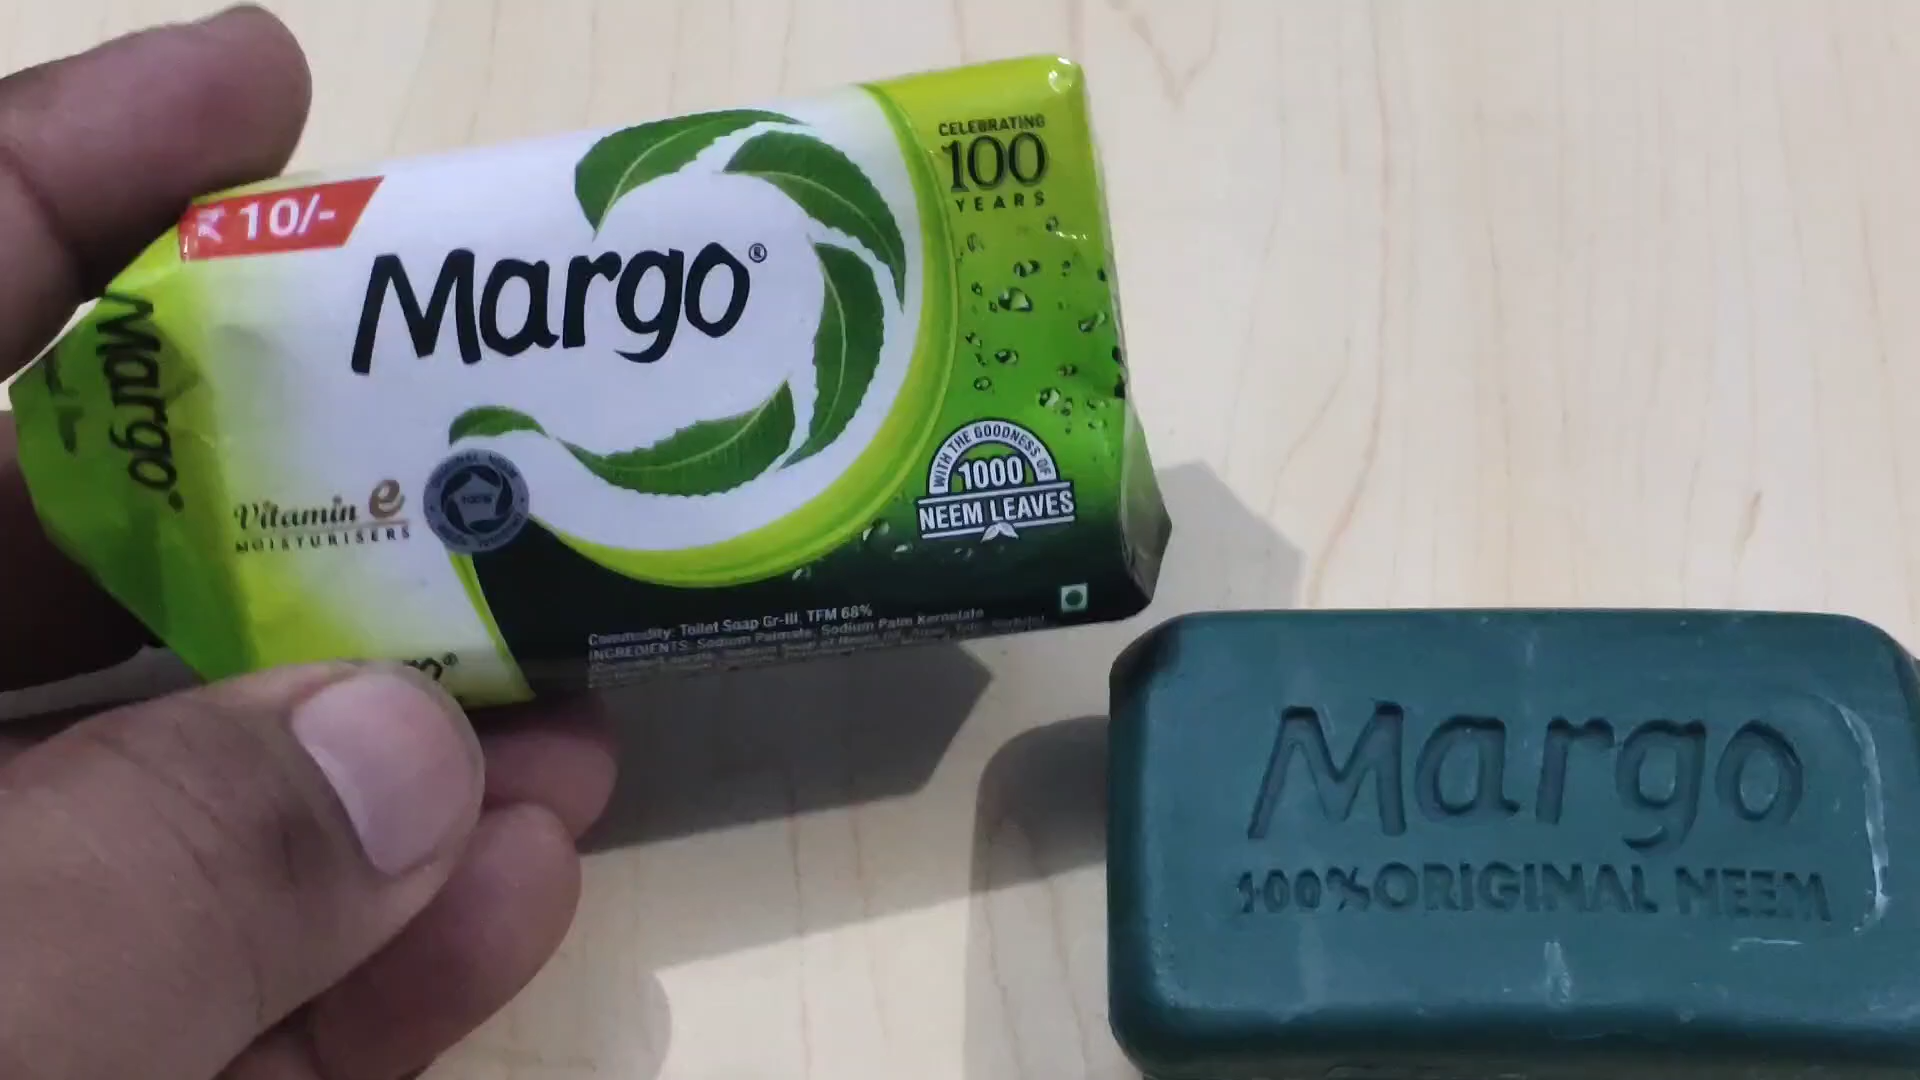 ₹ 10/-
Margo®
CELEBRATING
100
YEARS
Margo®
Vitamin e
MOISTURISERS
100%
WITH THE GOODNESS OF
1000
NEEM LEAVES
Commodity: Toilet Soap Gr-III, TFM 68%
INGREDIENTS: Sodium Palmate, Sodium Palm Kernelate
Margo
100%ORIGINAL NEEM